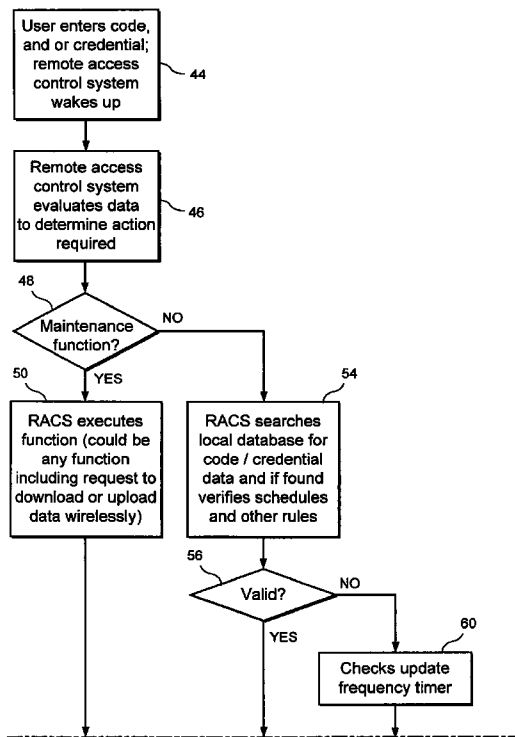 User enters code,
and or credential;
remote access
control system
wakes up
44
Remote access
control system
evaluates data
to determine action
required
46
48
Maintenance
function?
NO
YES
50
RACS executes
function (could be
any function
including request to
download or upload
data wirelessly)
54
RACS searches
local database for
code / credential
data and if found
verifies schedules
and other rules
56
Valid?
NO
YES
60
Checks update
frequency timer